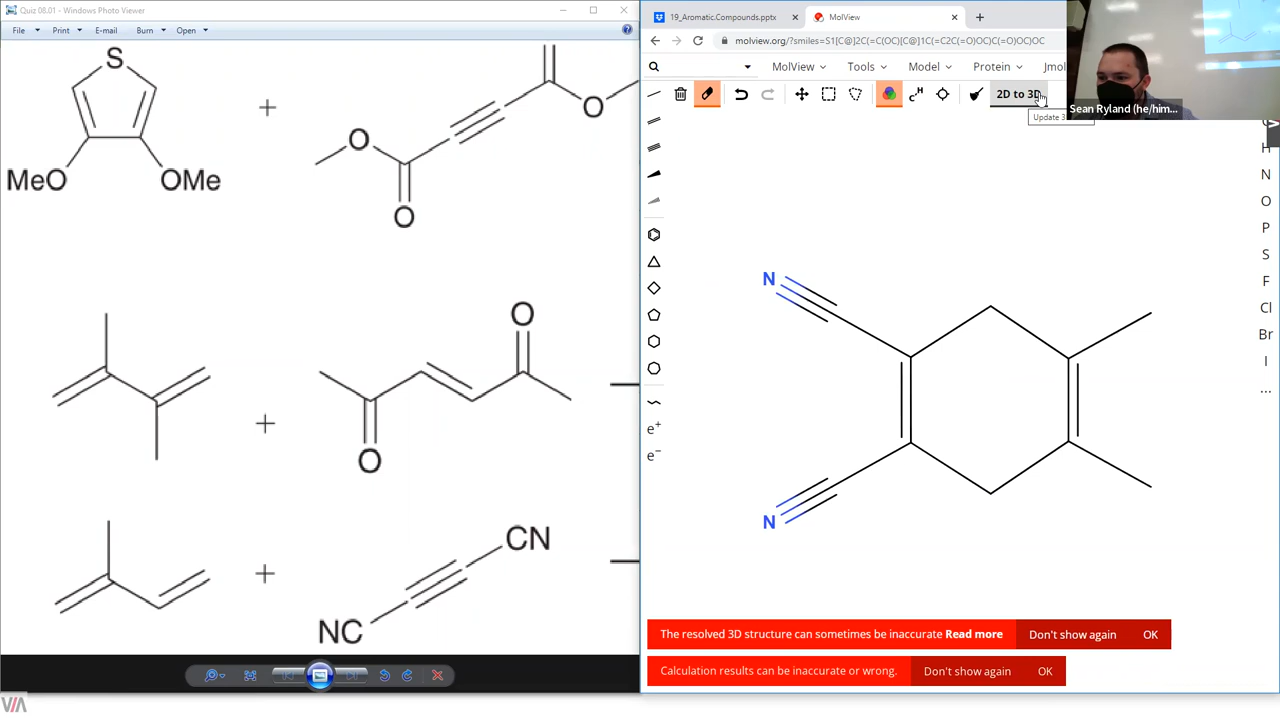 Quiz 08.01 - Windows Photo Viewer
File Print E-mail Burn Open
S
+
O
MeO
OMe
O
O
+
O
O
+
CN
NC
19_Aromatic.Compounds.pptx
MolView
molview.org/?smiles=S1[C@]2C(=C(OC)[C@]1C(=C2C(=O)OC)C(=O)OC)OC
MolView Tools Model Protein Jmol
2D to 3D
Update 3
Sean Ryland (he/him...
H
N
O
P
S
F
Cl
Br
I
...
e+
e−
N
N
The resolved 3D structure can sometimes be inaccurate Read more Don't show again OK
Calculation results can be inaccurate or wrong. Don't show again OK
VIA